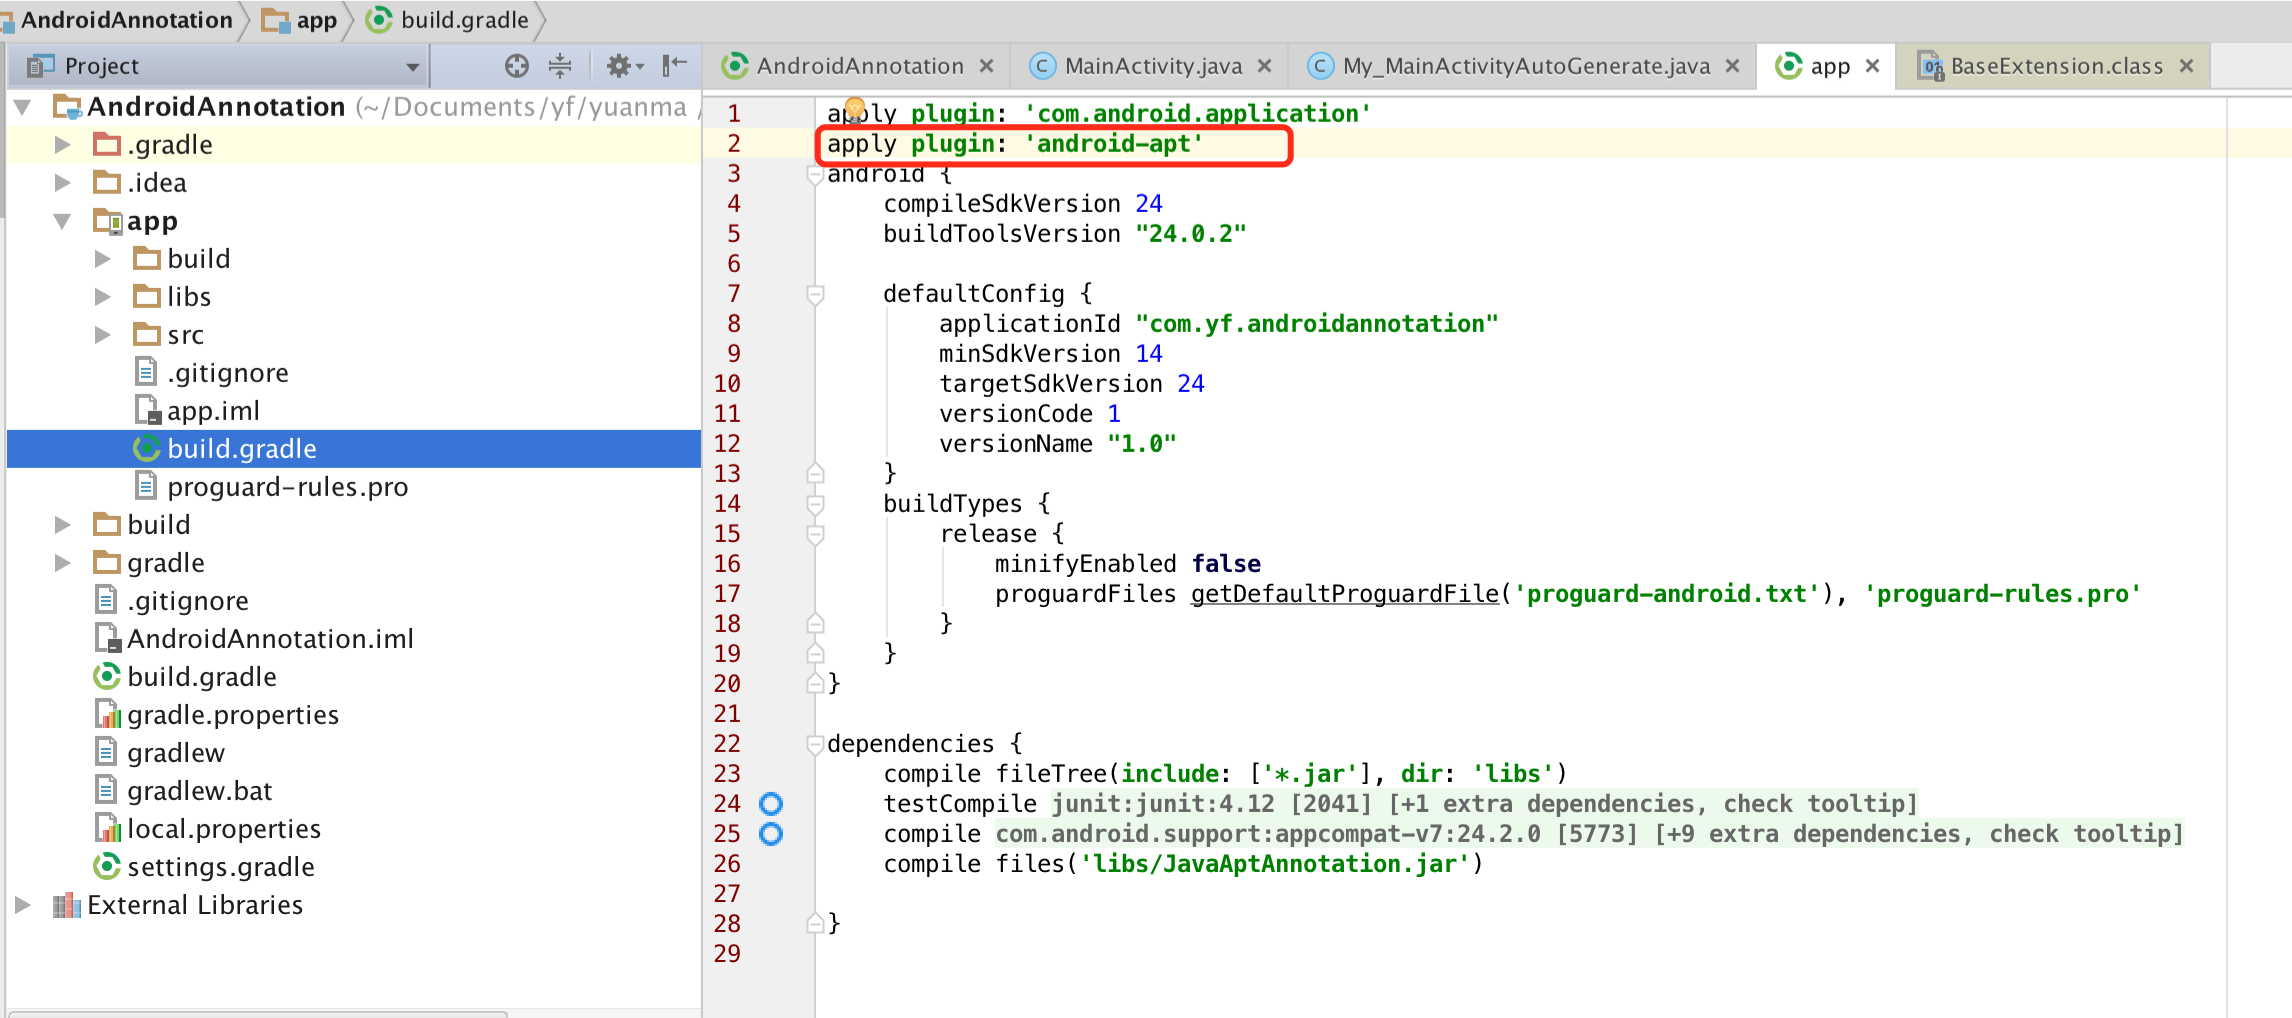 AndroidAnnotation app build.gradle
Project
AndroidAnnotation (~/Documents/yf/yuanma /
.gradle
.idea
app
build
libs
src
.gitignore
app.iml
build.gradle
proguard-rules.pro
build
gradle
.gitignore
AndroidAnnotation.iml
build.gradle
gradle.properties
gradlew
gradlew.bat
local.properties
settings.gradle
External Libraries
AndroidAnnotation MainActivity.java My_MainActivityAutoGenerate.java app BaseExtension.class
1 apply plugin: 'com.android.application'
2 apply plugin: 'android-apt'
3 android {
4 compileSdkVersion 24
5 buildToolsVersion "24.0.2"
6
7 defaultConfig {
8 applicationId "com.yf.androidannotation"
9 minSdkVersion 14
10 targetSdkVersion 24
11 versionCode 1
12 versionName "1.0"
13 }
14 buildTypes {
15 release {
16 minifyEnabled false
17 proguardFiles getDefaultProguardFile('proguard-android.txt'), 'proguard-rules.pro'
18 }
19 }
20 }
21
22 dependencies {
23 compile fileTree(include: ['*.jar'], dir: 'libs')
24 testCompile junit:junit:4.12 [2041] [+1 extra dependencies, check tooltip]
25 compile com.android.support:appcompat-v7:24.2.0 [5773] [+9 extra dependencies, check tooltip]
26 compile files('libs/JavaAptAnnotation.jar')
27
28 }
29